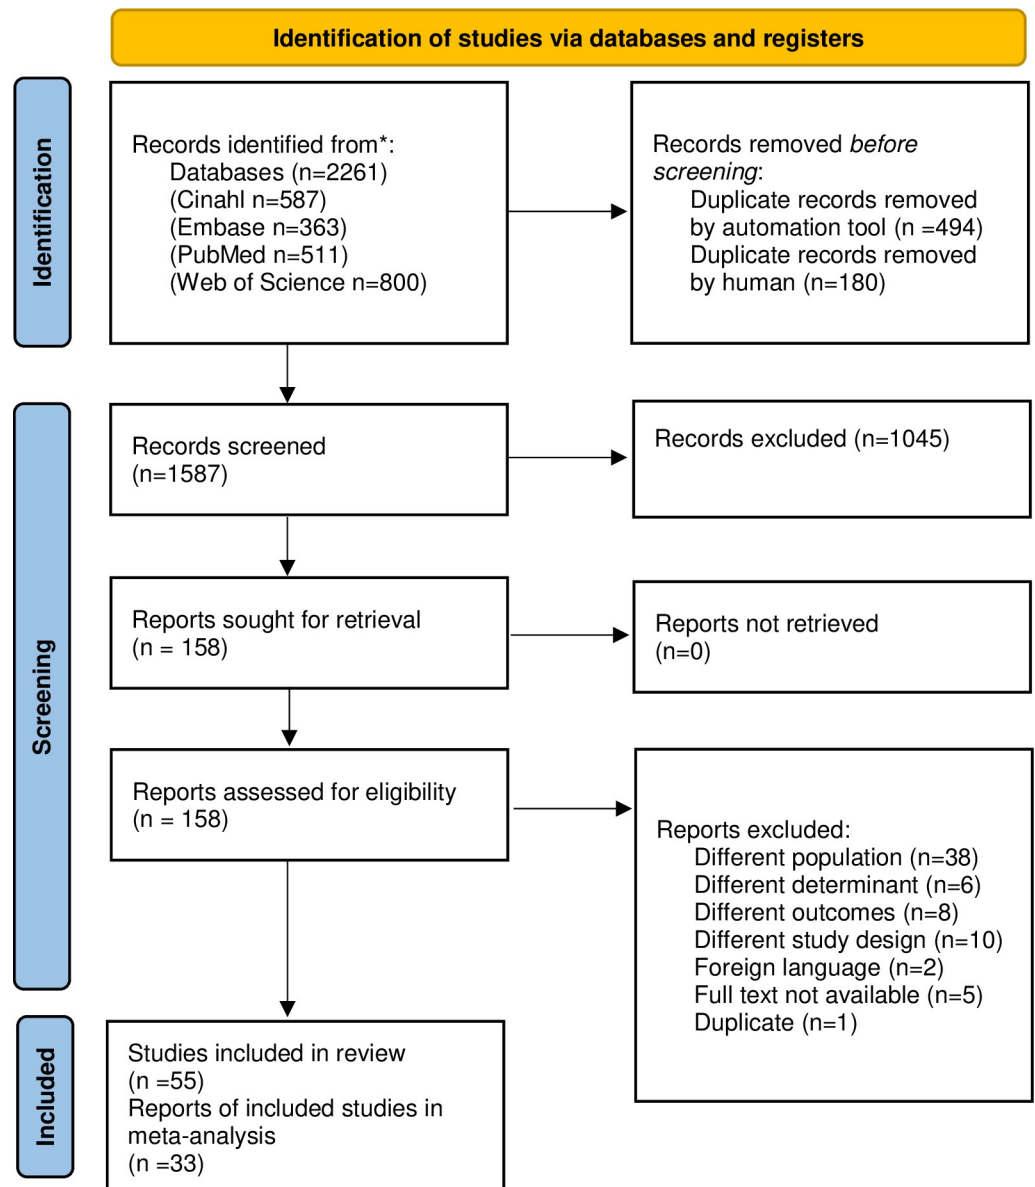 Identification of studies via databases and registers
Identification
Records identified from*:
Databases (n=2261)
(Cinahl n=587)
(Embase n=363)
(PubMed n=511)
(Web of Science n=800)
Records removed before
screening:
Duplicate records removed
by automation tool (n =494)
Duplicate records removed
by human (n=180)
Screening
Records screened
(n=1587)
Records excluded (n=1045)
Reports sought for retrieval
(n = 158)
Reports not retrieved
(n=0)
Reports assessed for eligibility
(n = 158)
Reports excluded:
Different population (n=38)
Different determinant (n=6)
Different outcomes (n=8)
Different study design (n=10)
Foreign language (n=2)
Full text not available (n=5)
Duplicate (n=1)
Included
Studies included in review
(n =55)
Reports of included studies in
meta-analysis
(n =33)